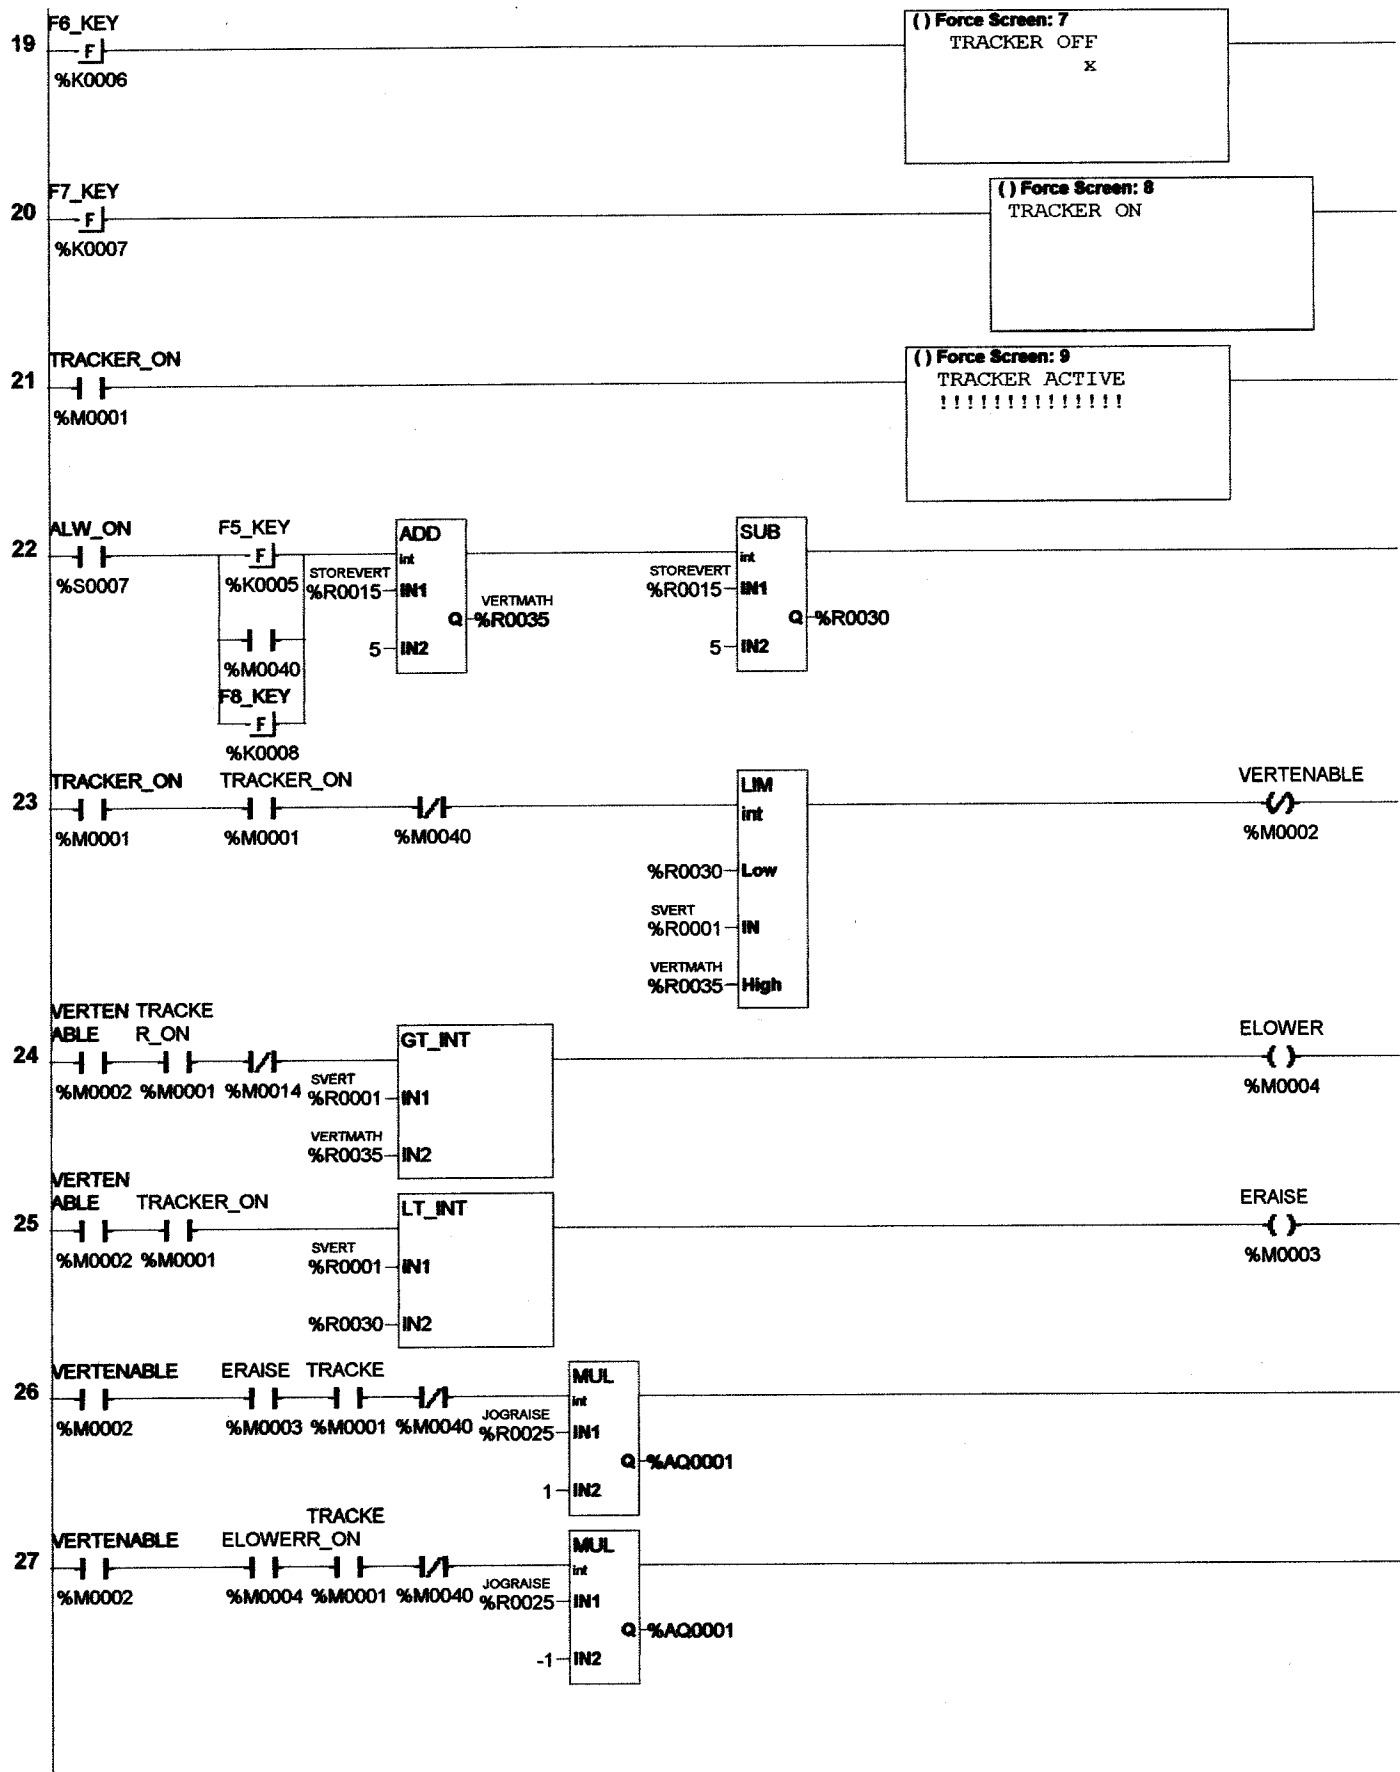 F6_KEY
19
F
%K0006
( ) Force Screen: 7
TRACKER OFF
x
F7_KEY
20
F
%K0007
( ) Force Screen: 8
TRACKER ON
TRACKER_ON
21
%M0001
( ) Force Screen: 9
TRACKER ACTIVE
!!!!!!!!!!!!!!
ALW_ON F5_KEY
22
%S0007
F
%K0005
%M0040
F8_KEY
F
%K0008
ADD
int
STOREVERT
%R0015 IN1
VERTMATH
Q %R0035
5 IN2
SUB
int
STOREVERT
%R0015 IN1
Q %R0030
5 IN2
TRACKER_ON TRACKER_ON
23
%M0001 %M0001 %M0040
LIM
int
%R0030 Low
SVERT
%R0001 IN
VERTMATH
%R0035 High
VERTENABLE
%M0002
VERTEN TRACKE
ABLE R_ON
24
%M0002 %M0001 %M0014
GT_INT
SVERT
%R0001 IN1
VERTMATH
%R0035 IN2
ELOWER
%M0004
VERTEN
ABLE TRACKER_ON
25
%M0002 %M0001
LT_INT
SVERT
%R0001 IN1
%R0030 IN2
ERAISE
%M0003
VERTENABLE ERAISE TRACKE
26
%M0002 %M0003 %M0001 %M0040
MUL
int
JOGRAISE
%R0025 IN1
Q %AQ0001
1 IN2
TRACKE
VERTENABLE ELOWERR_ON
27
%M0002 %M0004 %M0001 %M0040
MUL
int
JOGRAISE
%R0025 IN1
Q %AQ0001
-1 IN2